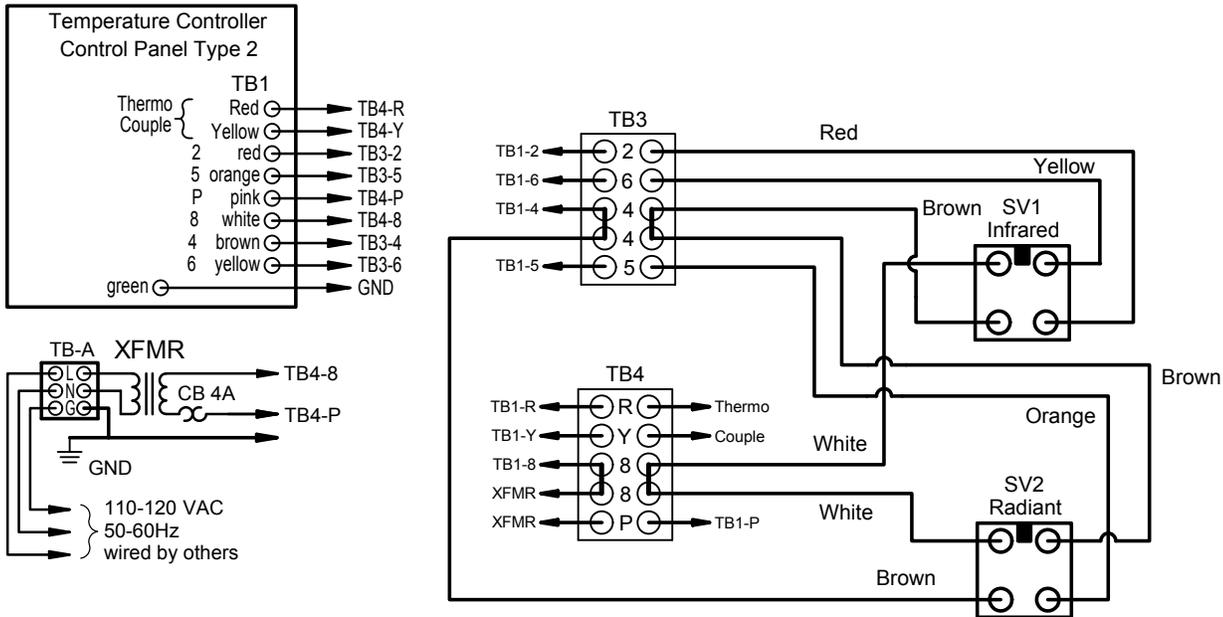 Temperature Controller
Control Panel Type 2
TB1
Thermo
Couple
Red
TB4-R
Yellow
TB4-Y
2 red TB3-2
5 orange TB3-5
P pink TB4-P
8 white TB4-8
4 brown TB3-4
6 yellow TB3-6
green GND
TB-A
XFMR
L
N
G
CB 4A
TB4-8
TB4-P
GND
110-120 VAC
50-60Hz
wired by others
TB3
TB1-2 2
TB1-6 6
TB1-4 4
4
TB1-5 5
Red
Yellow
Brown
SV1
Infrared
TB4
TB1-R R Thermo
TB1-Y Y Couple
TB1-8 8
XFMR 8
XFMR P TB1-P
White
White
Brown
Orange
Brown
SV2
Radiant